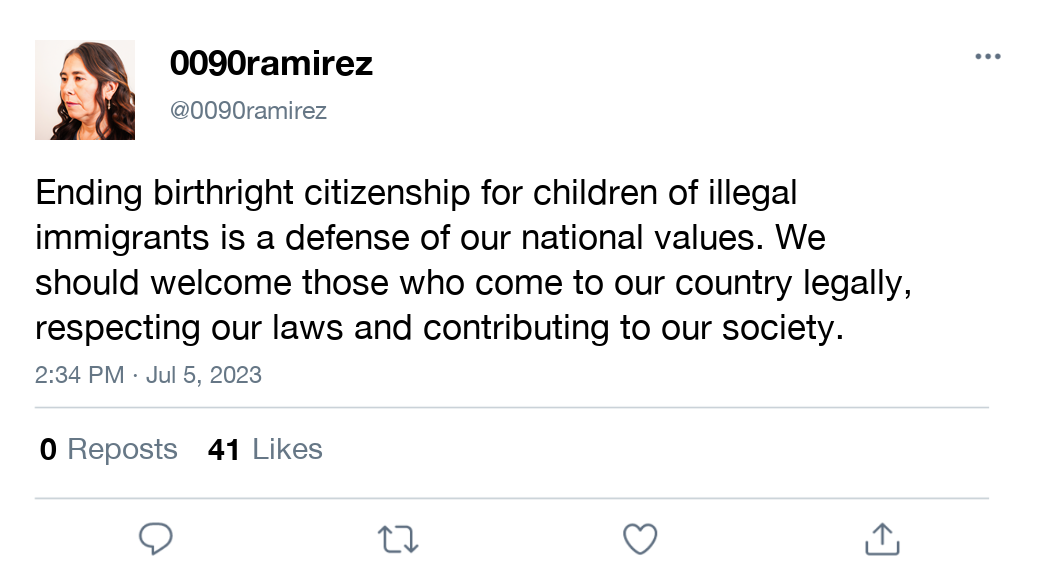 0090ramirez
@0090ramirez
Ending birthright citizenship for children of illegal
immigrants is a defense of our national values. We
should welcome those who come to our country legally,
respecting our laws and contributing to our society.
2:34 PM · Jul 5, 2023
0 Reposts 41 Likes